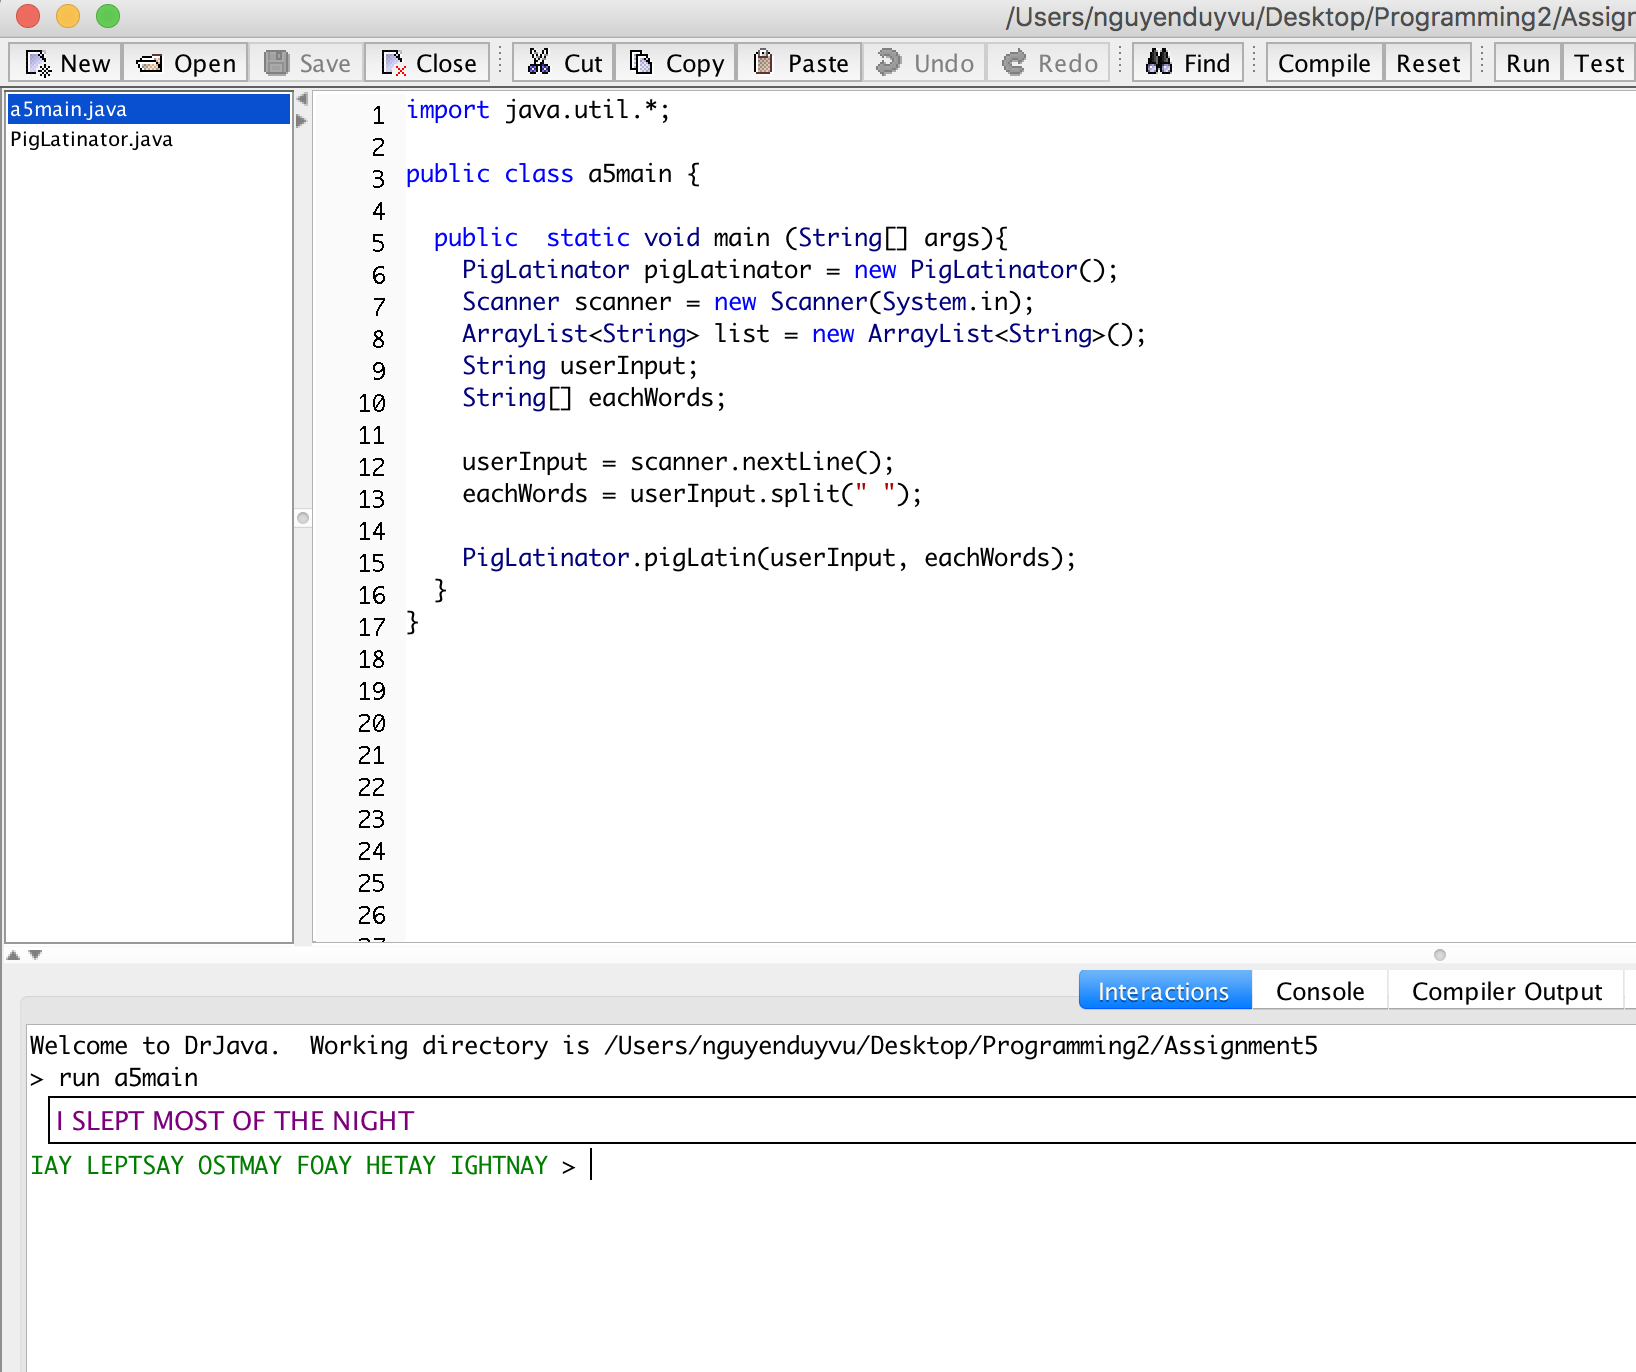 /Users/nguyenduyvu/Desktop/Programming2/Assign
New Open Save Close Cut Copy Paste Undo Redo Find Compile Reset Run Test
a5main.java
PigLatinator.java
1 import java.util.*;
2
3 public class a5main {
4
5   public  static void main (String[] args){
6     PigLatinator pigLatinator = new PigLatinator();
7     Scanner scanner = new Scanner(System.in);
8     ArrayList<String> list = new ArrayList<String>();
9     String userInput;
10     String[] eachWords;
11
12     userInput = scanner.nextLine();
13     eachWords = userInput.split(" ");
14
15     PigLatinator.pigLatin(userInput, eachWords);
16   }
17 }
18
19
20
21
22
23
24
25
26
Interactions Console Compiler Output
Welcome to DrJava.  Working directory is /Users/nguyenduyvu/Desktop/Programming2/Assignment5
> run a5main
I SLEPT MOST OF THE NIGHT
IAY LEPTSAY OSTMAY FOAY HETAY IGHTNAY >